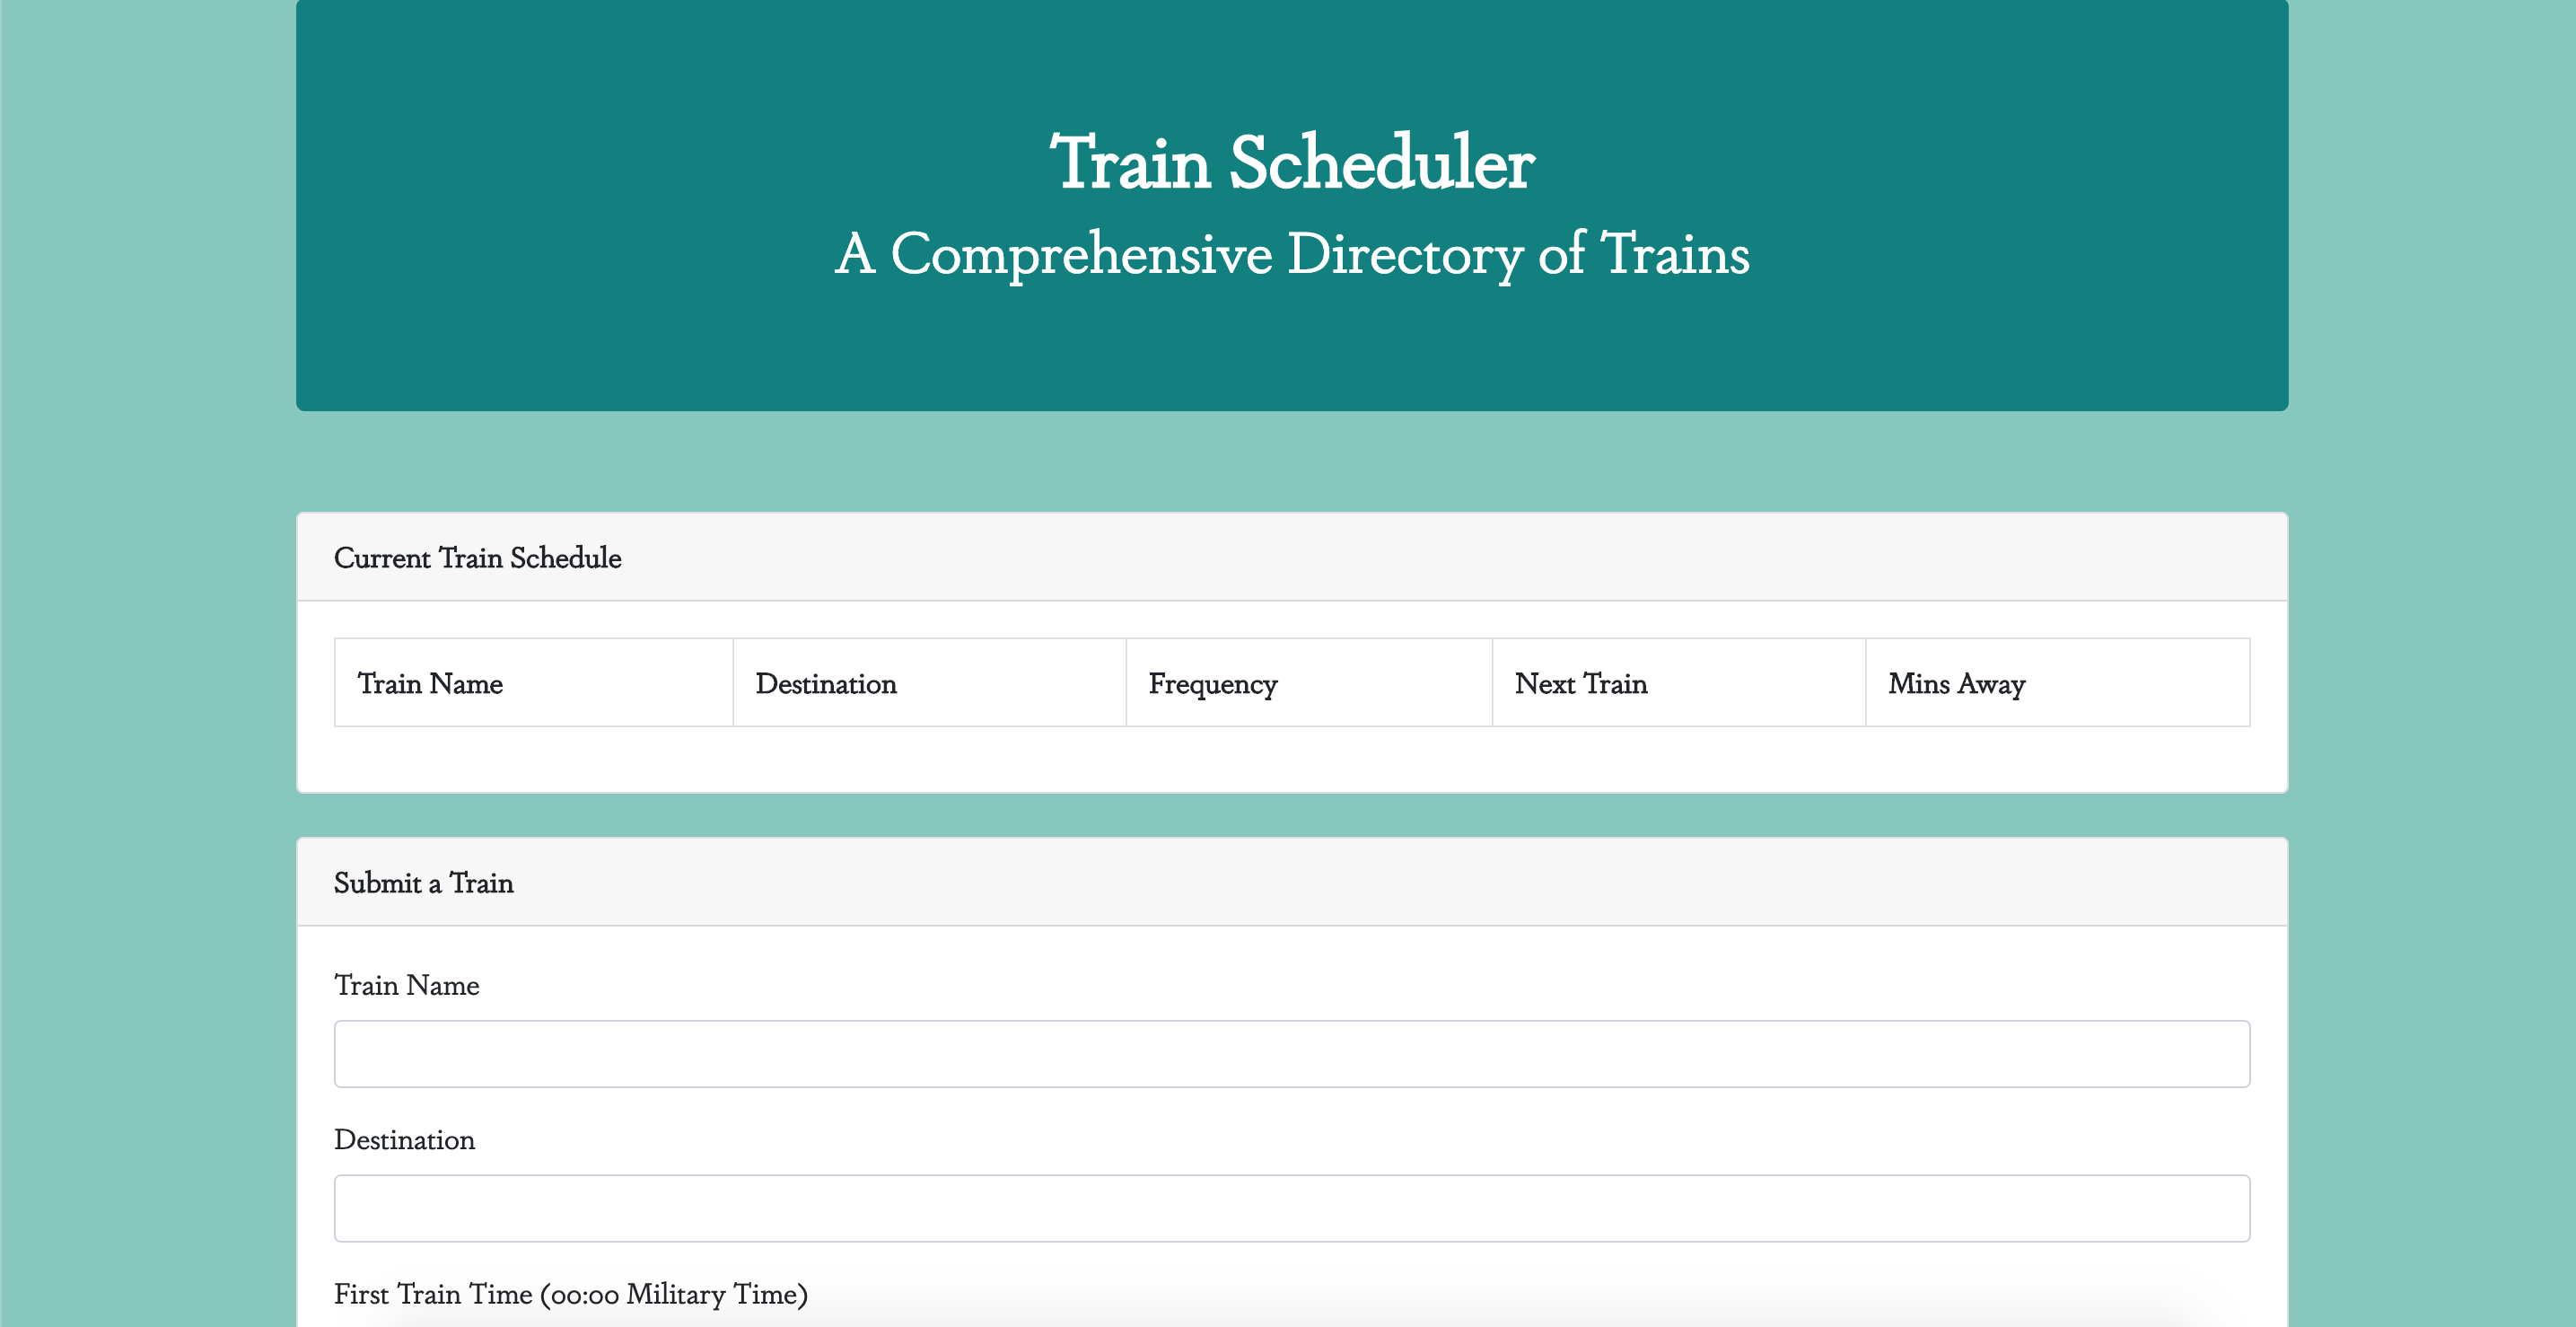 Train Scheduler
A Comprehensive Directory of Trains
Current Train Schedule
Train Name Destination Frequency Next Train Mins Away
Submit a Train
Train Name
Destination
First Train Time (00:00 Military Time)